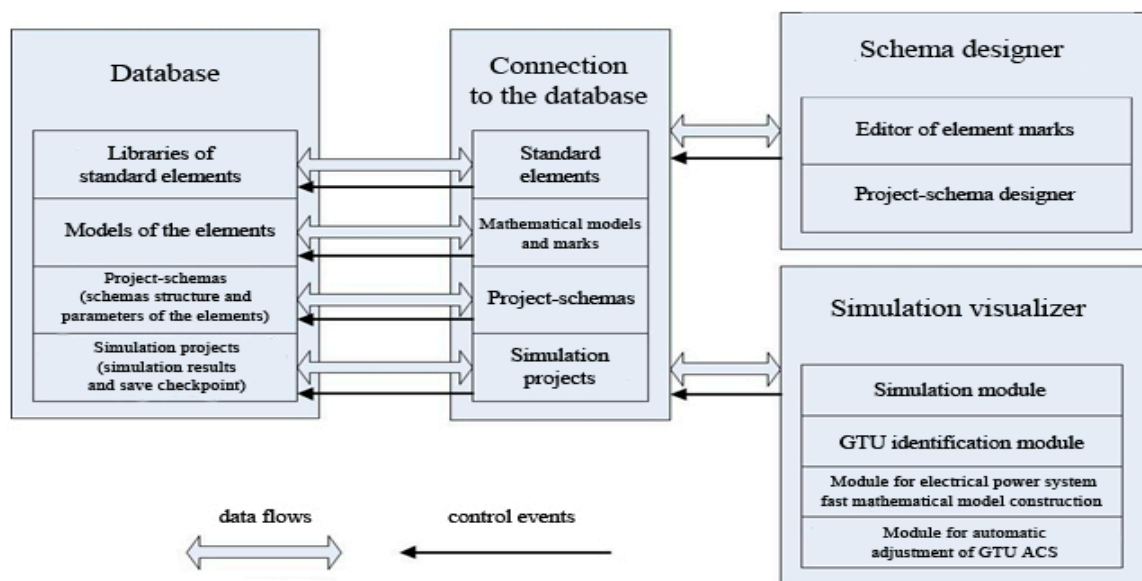 Database
Libraries of
standard elements
Models of the elements
Project-schemas
(schemas structure and
parameters of the elements)
Simulation projects
(simulation results
and save checkpoint)
Connection
to the database
Standard
elements
Mathematical models
and marks
Project-schemas
Simulation
projects
Schema designer
Editor of element marks
Project-schema designer
Simulation visualizer
Simulation module
GTU identification module
Module for electrical power system
fast mathematical model construction
Module for automatic
adjustment of GTU ACS
data flows
control events